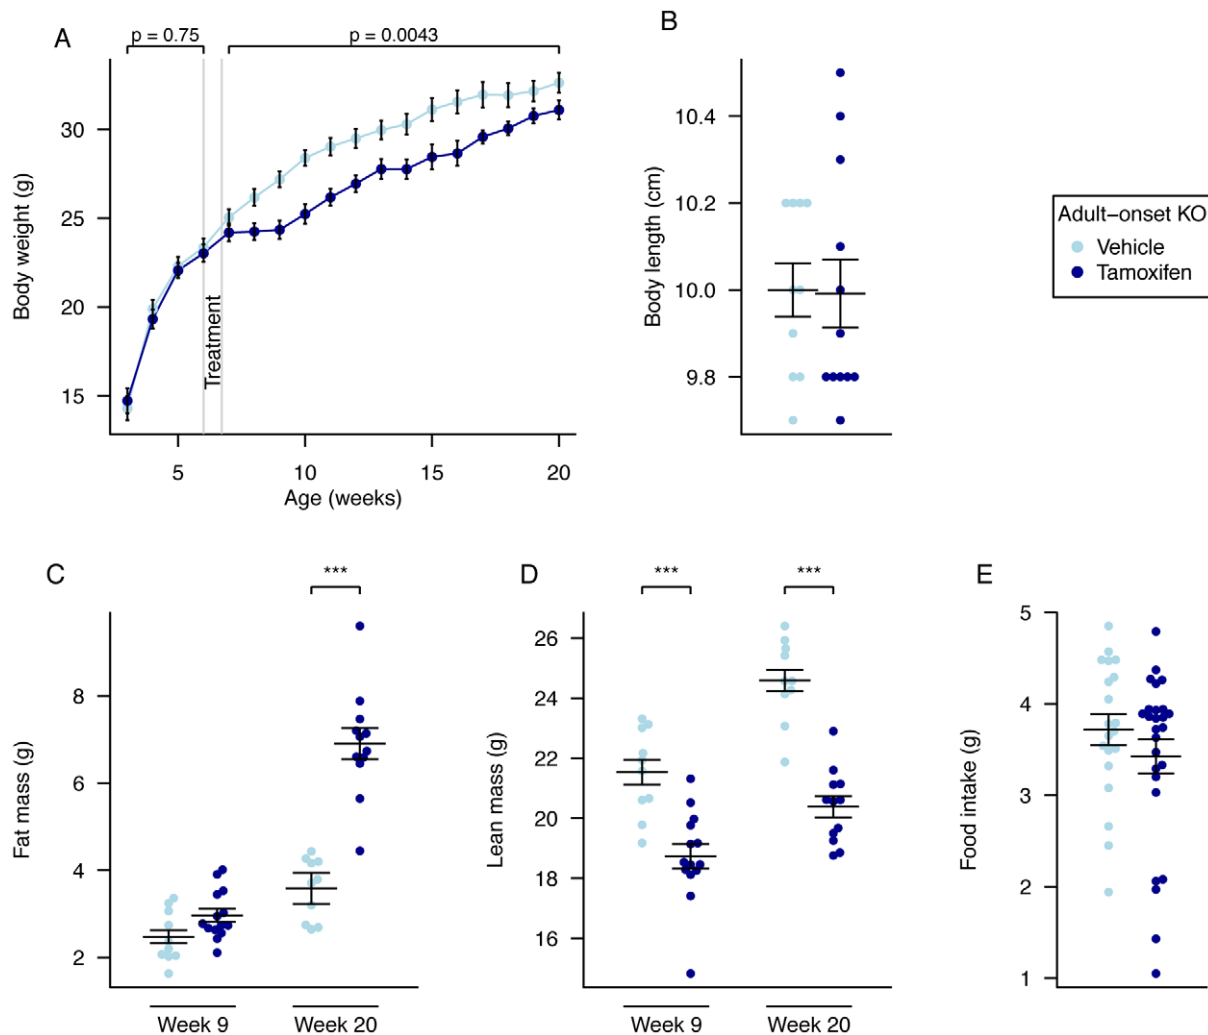 A
p = 0.75
p = 0.0043
Body weight (g)
30
25
20
15
Treatment
5
10
15
20
Age (weeks)
B
Body length (cm)
10.4
10.2
10.0
9.8
Adult−onset KO
Vehicle
Tamoxifen
C
***
Fat mass (g)
8
6
4
2
Week 9
Week 20
D
***
***
Lean mass (g)
26
24
22
20
18
16
Week 9
Week 20
E
Food intake (g)
5
4
3
2
1